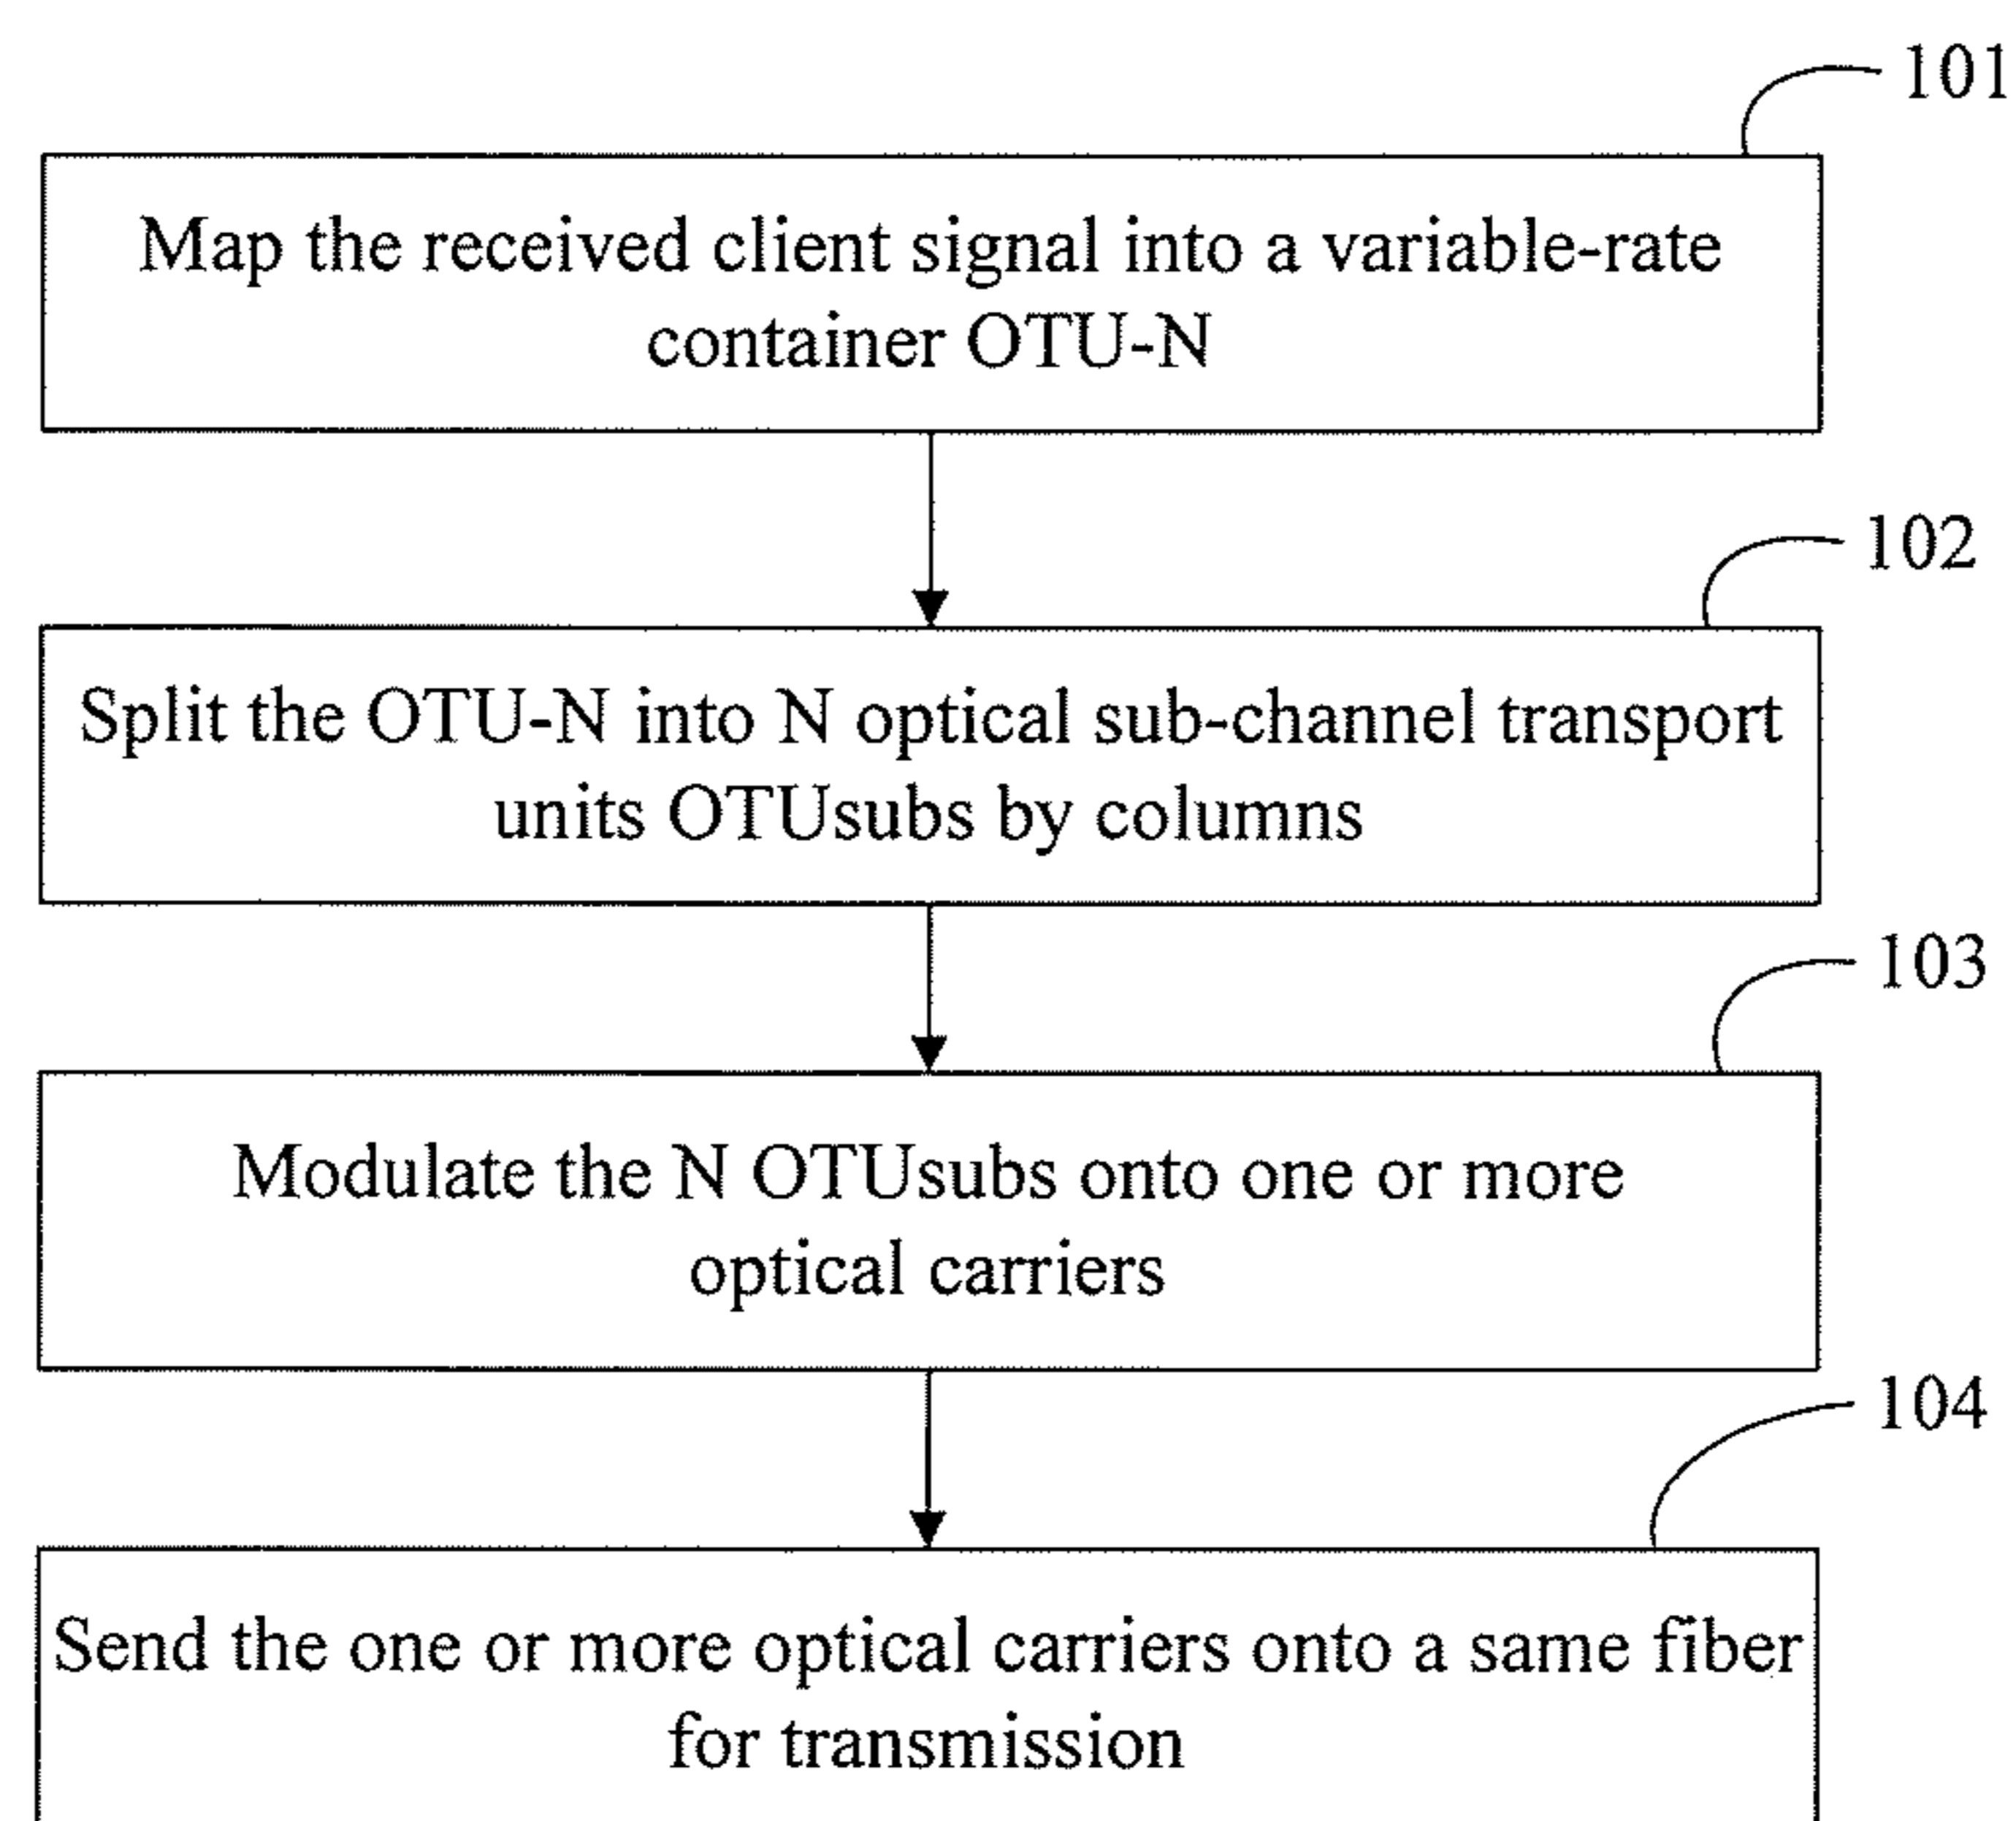 101
Map the received client signal into a variable-rate
container OTU-N
102
Split the OTU-N into N optical sub-channel transport
units OTUsubs by columns
103
Modulate the N OTUsubs onto one or more
optical carriers
104
Send the one or more optical carriers onto a same fiber
for transmission